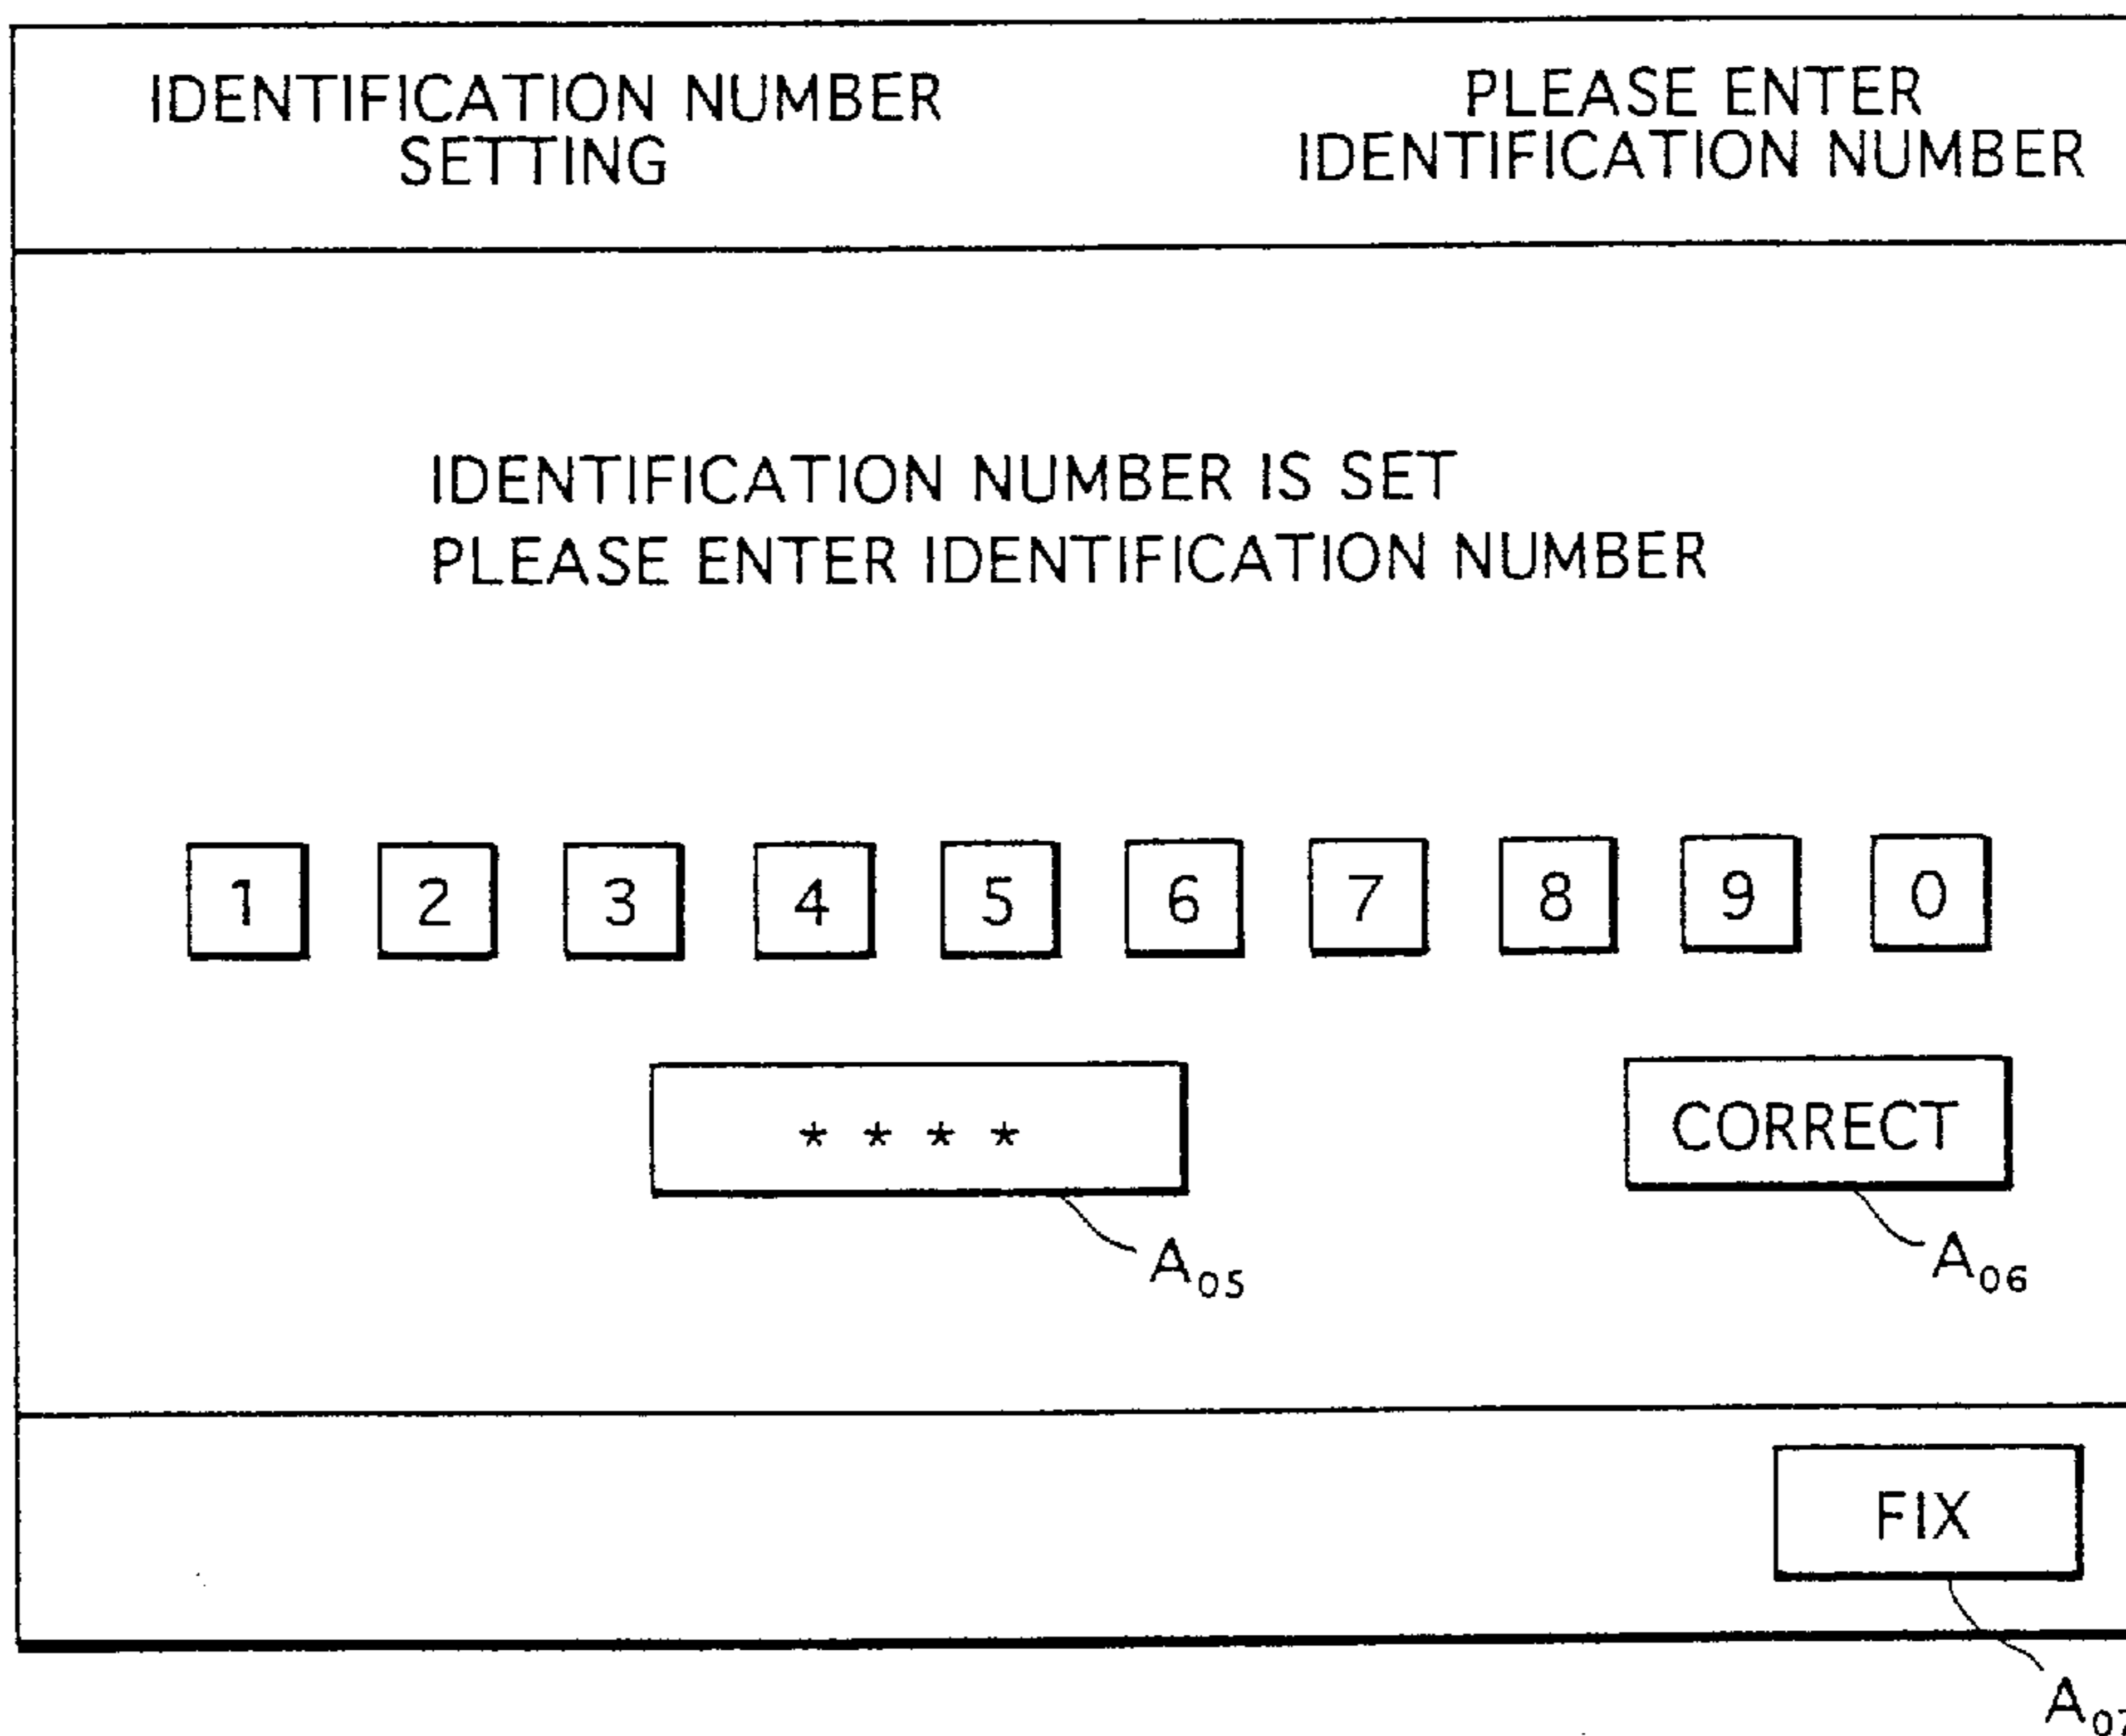 IDENTIFICATION NUMBER
SETTING
PLEASE ENTER
IDENTIFICATION NUMBER
IDENTIFICATION NUMBER IS SET
PLEASE ENTER IDENTIFICATION NUMBER
1 2 3 4 5 6 7 8 9 0
* * * *
CORRECT
A05
A06
FIX